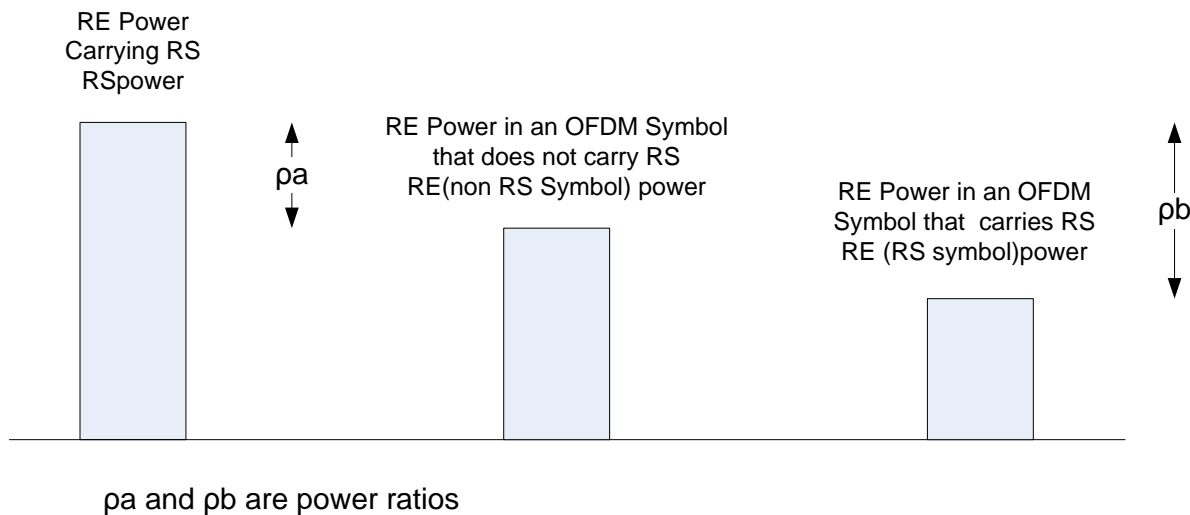 RE Power
Carrying RS
RSpower
ρa
RE Power in an OFDM Symbol
that does not carry RS
RE(non RS Symbol) power
RE Power in an OFDM
Symbol that  carries RS
RE (RS symbol)power
ρb
ρa and ρb are power ratios